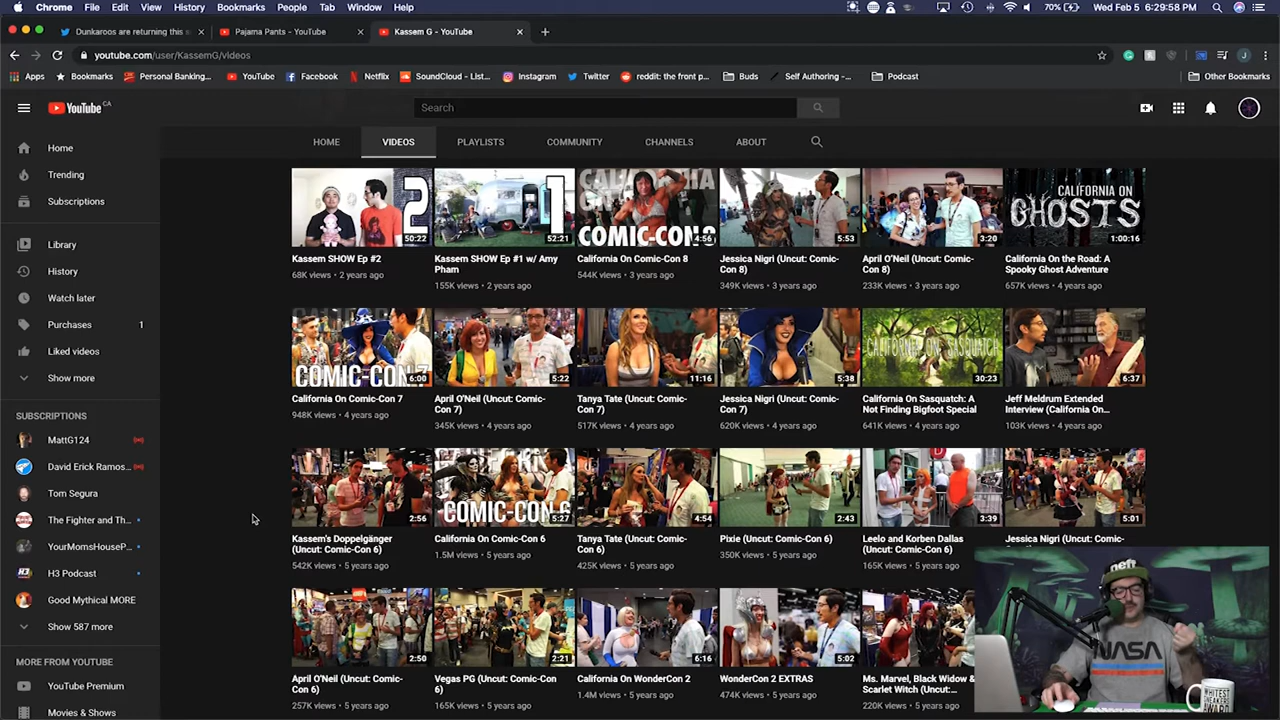 Chrome File Edit View History Bookmarks People Tab Window Help 70% Wed Feb 5 6:29:58 PM
Dunkaroos are returning this s Pajama Pants - YouTube Kassem G - YouTube
youtube.com/user/KassemG/videos
Apps Bookmarks Personal Banking... YouTube Facebook Netflix SoundCloud - List... Instagram Twitter reddit: the front p... Buds Self Authoring -... Podcast Other Bookmarks
YouTube CA Search
HOME VIDEOS PLAYLISTS COMMUNITY CHANNELS ABOUT
Home
Trending
Subscriptions
Library
History
Watch later
Purchases 1
Liked videos
Show more
SUBSCRIPTIONS
MattG124
David Erick Ramos...
Tom Segura
The Fighter and Th...
YourMomsHouseP...
H3 Podcast
Good Mythical MORE
Show 587 more
MORE FROM YOUTUBE
YouTube Premium
Movies & Shows
2 50:22
Kassem SHOW Ep #2
68K views • 2 years ago
1 52:21
Kassem SHOW Ep #1 w/ Amy
Pham
155K views • 2 years ago
CALIFORNIA ON
COMIC-CON 8 4:56
California On Comic-Con 8
544K views • 3 years ago
5:53
Jessica Nigri (Uncut: Comic-
Con 8)
349K views • 3 years ago
3:20
April O'Neil (Uncut: Comic-
Con 8)
233K views • 3 years ago
CALIFORNIA ON
GHOSTS
1:00:16
California On the Road: A
Spooky Ghost Adventure
657K views • 4 years ago
COMIC-CON 7 6:00
California On Comic-Con 7
948K views • 4 years ago
5:22
April O'Neil (Uncut: Comic-
Con 7)
345K views • 4 years ago
11:16
Tanya Tate (Uncut: Comic-
Con 7)
517K views • 4 years ago
5:38
Jessica Nigri (Uncut: Comic-
Con 7)
620K views • 4 years ago
CALIFORNIA ON SASQUATCH
30:23
California On Sasquatch: A
Not Finding Bigfoot Special
641K views • 4 years ago
6:37
Jeff Meldrum Extended
Interview (California On...
103K views • 4 years ago
2:56
Kassem's Doppelgänger
(Uncut: Comic-Con 6)
542K views • 5 years ago
COMIC-CON 6 5:27
California On Comic-Con 6
1.5M views • 5 years ago
4:54
Tanya Tate (Uncut: Comic-
Con 6)
425K views • 5 years ago
2:43
Pixie (Uncut: Comic-Con 6)
350K views • 5 years ago
3:39
Leelo and Korben Dallas
(Uncut: Comic-Con 6)
165K views • 5 years ago
5:01
Jessica Nigri (Uncut: Comic-
2:50
April O'Neil (Uncut: Comic-
Con 6)
257K views • 5 years ago
2:21
Vegas PG (Uncut: Comic-Con
6)
165K views • 5 years ago
6:16
California On WonderCon 2
1.4M views • 5 years ago
5:02
WonderCon 2 EXTRAS
474K views • 5 years ago
Ms. Marvel, Black Widow &
Scarlet Witch (Uncut:...
220K views • 5 years ago
neff
NASA